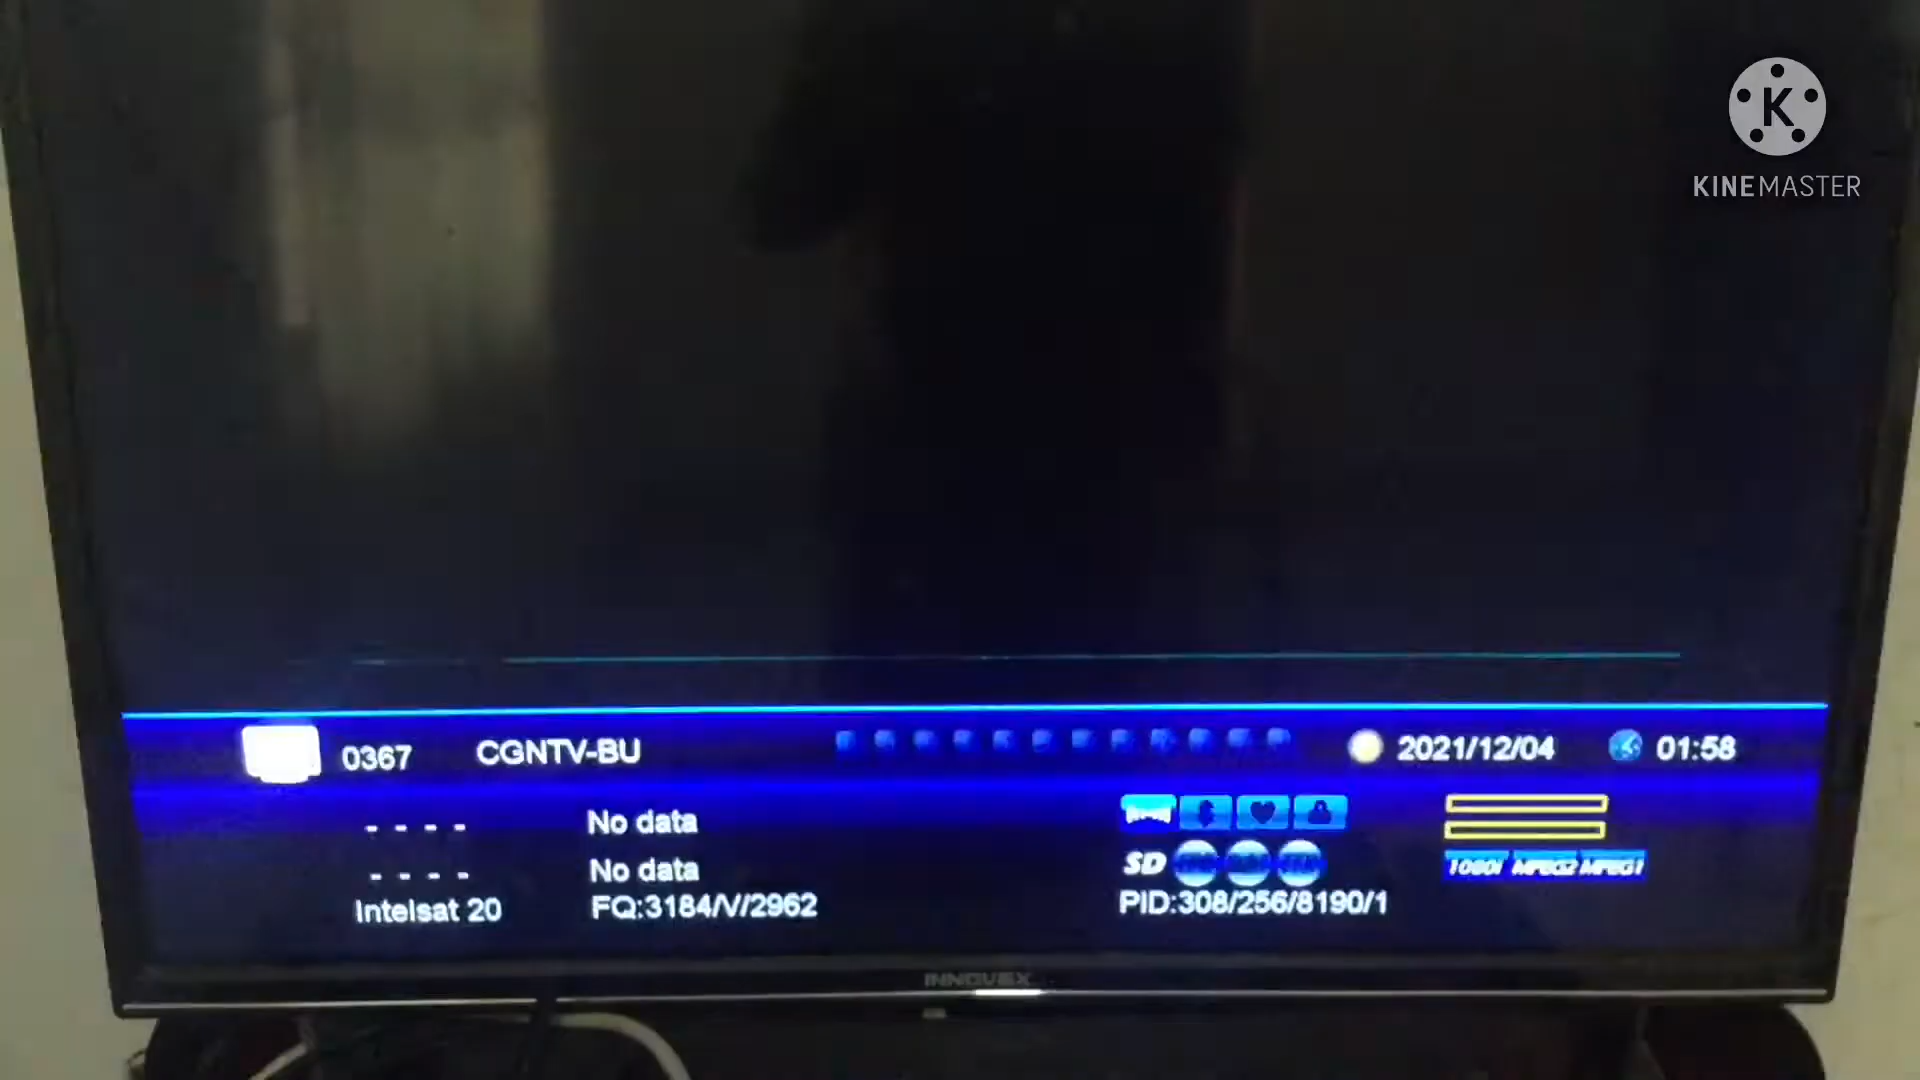 K
KINEMASTER
0367 CGNTV-BU 2021/12/04 01:58
- - - - No data
- - - - No data
SD 1080i MPEG2 MPEG1
Intelsat 20 FQ:3184/V/2962 PID:308/256/8190/1
INNOVEX